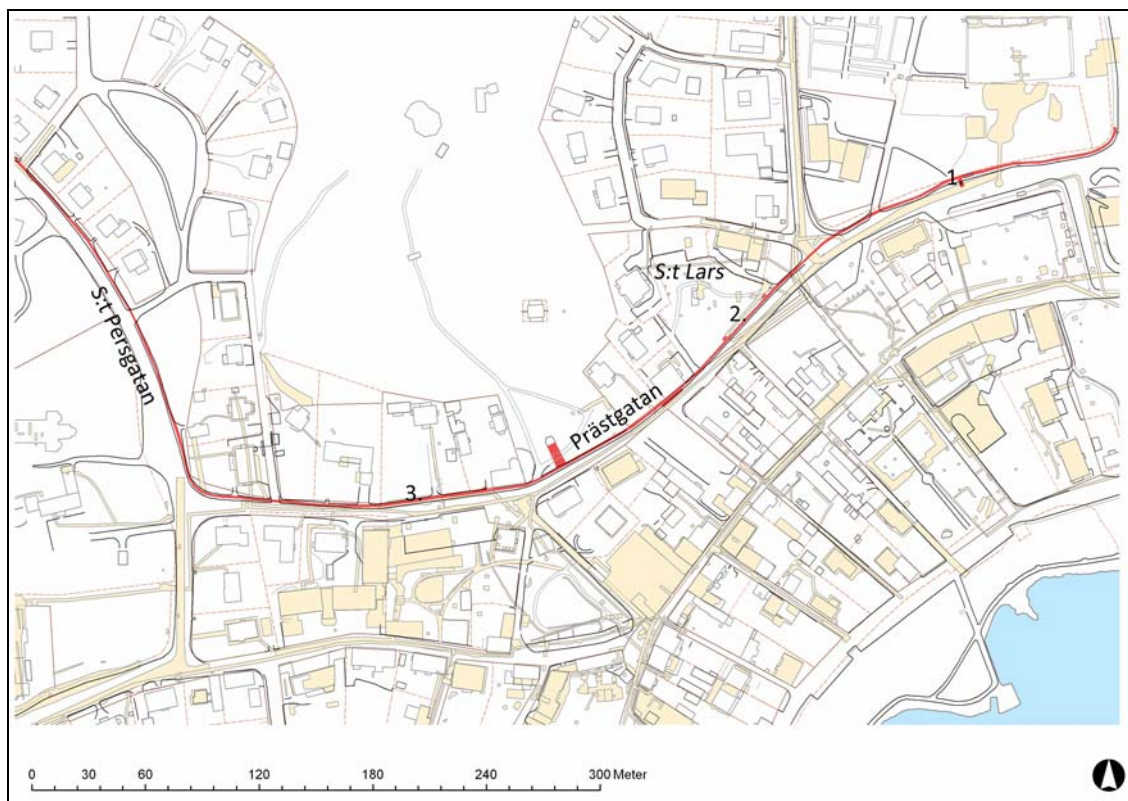 1.
S:t Lars
2.
S:t Persgatan
Prästgatan
3.
0 30 60 120 180 240 300 Meter